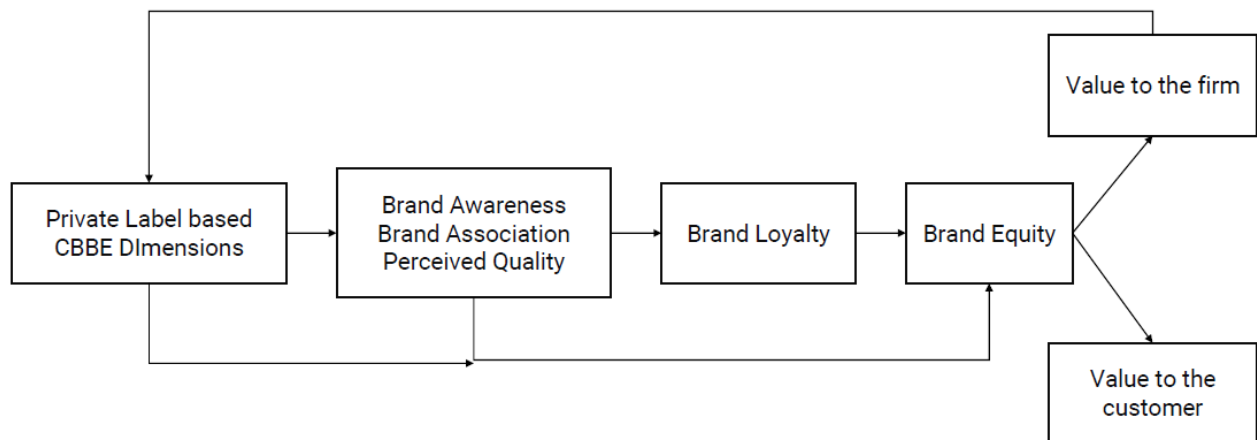 Value to the firm
Private Label based
CBBE DImensions
Brand Awareness
Brand Association
Perceived Quality
Brand Loyalty
Brand Equity
Value to the
customer